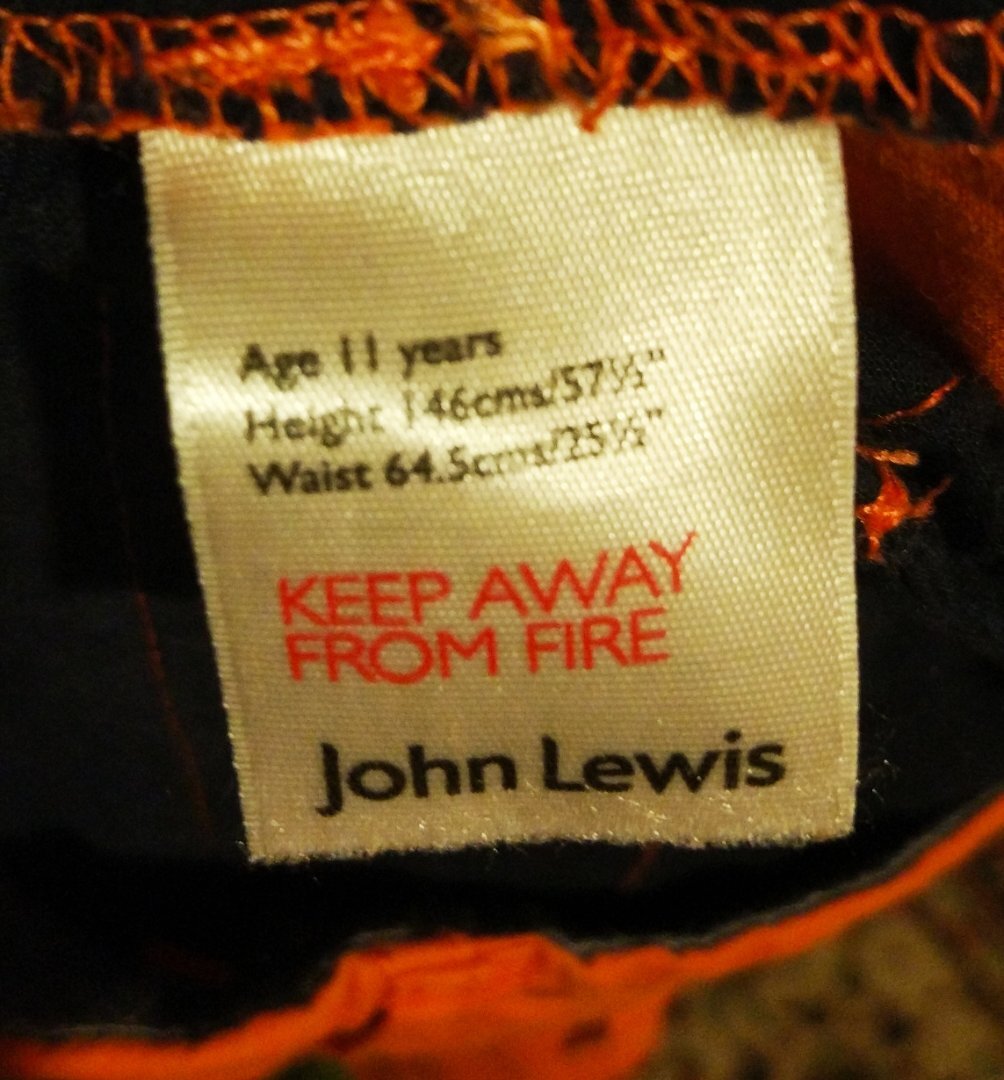 Age 11 years
Height 146cms/57½"
Waist 64.5cms/25½"
KEEP AWAY
FROM FIRE
John Lewis